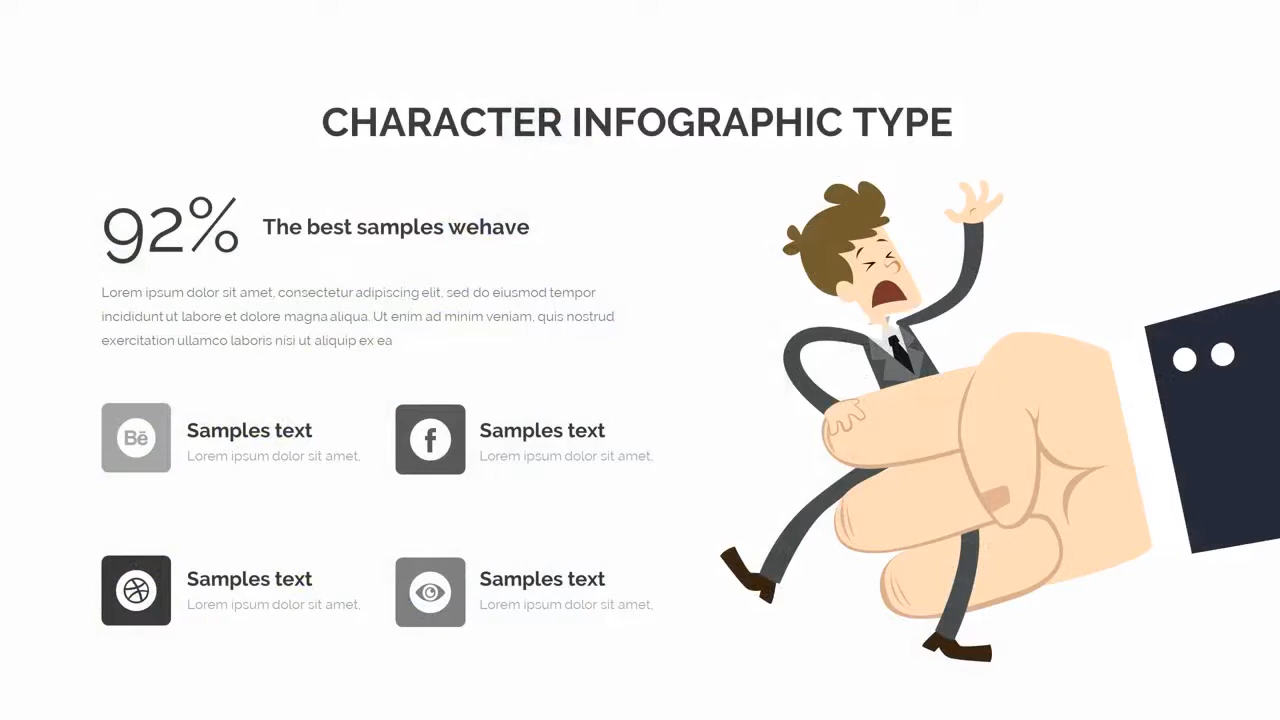 CHARACTER INFOGRAPHIC TYPE
92%
The best samples wehave
Lorem ipsum dolor sit amet, consectetur adipiscing elit, sed do eiusmod tempor
incididunt ut labore et dolore magna aliqua. Ut enim ad minim veniam, quis nostrud
exercitation ullamco laboris nisi ut aliquip ex ea
Bē
Samples text
Lorem ipsum dolor sit amet,
f
Samples text
Lorem ipsum dolor sit amet,
Samples text
Lorem ipsum dolor sit amet,
Samples text
Lorem ipsum dolor sit amet,